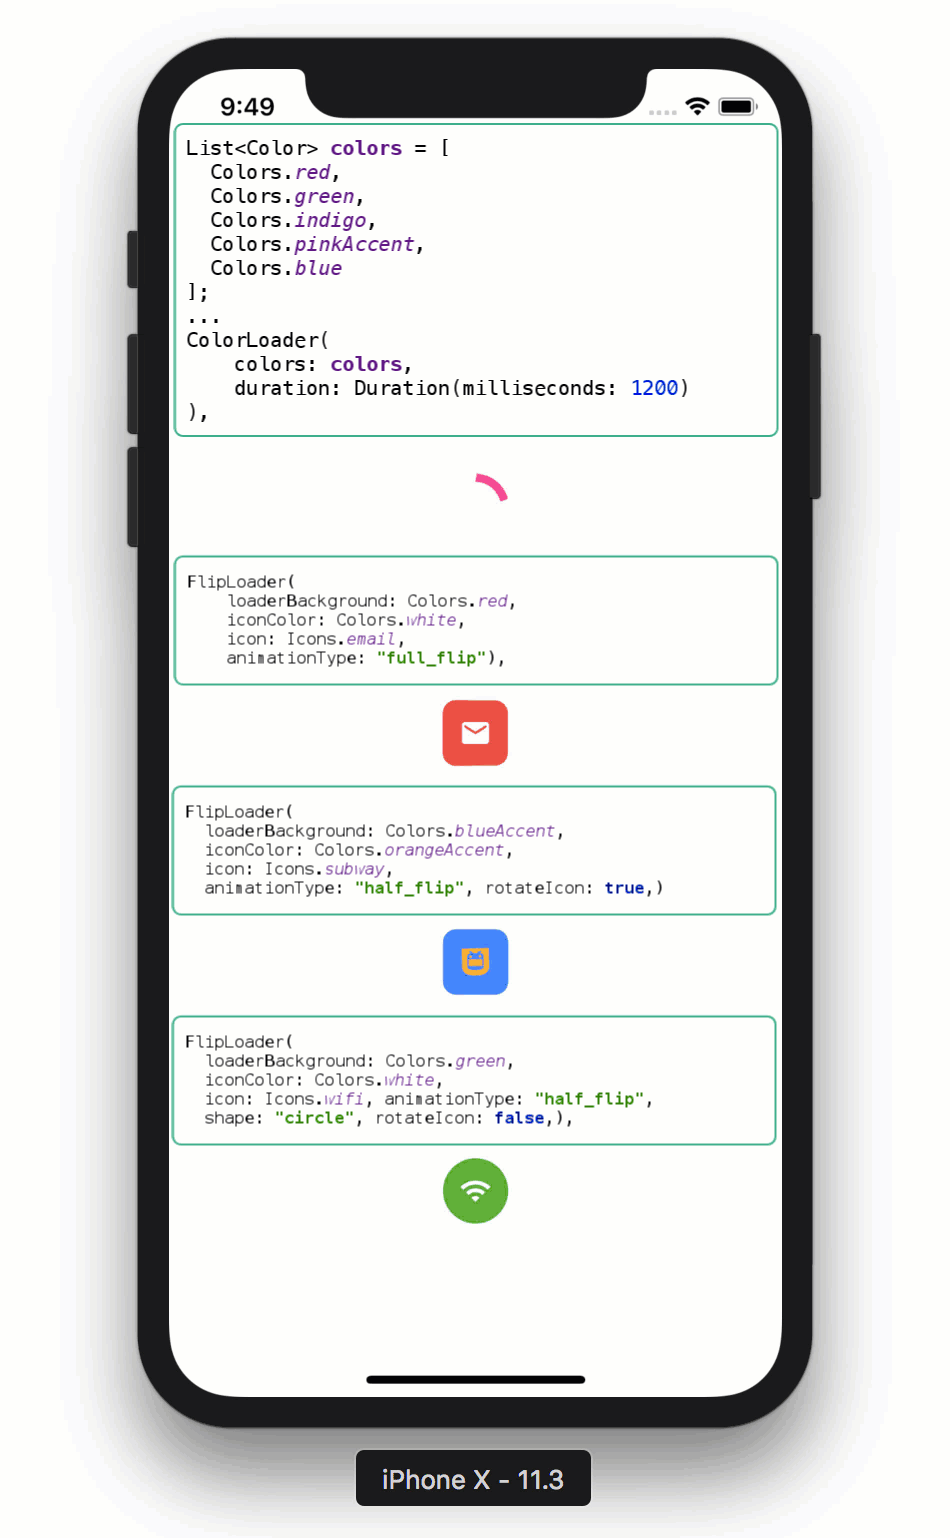 9:49
List<Color> colors = [
  Colors.red,
  Colors.green,
  Colors.indigo,
  Colors.pinkAccent,
  Colors.blue
];
...
ColorLoader(
    colors: colors,
    duration: Duration(milliseconds: 1200)
),
FlipLoader(
    loaderBackground: Colors.red,
    iconColor: Colors.white,
    icon: Icons.email,
    animationType: "full_flip"),
FlipLoader(
  loaderBackground: Colors.blueAccent,
  iconColor: Colors.orangeAccent,
  icon: Icons.subway,
  animationType: "half_flip", rotateIcon: true,)
FlipLoader(
  loaderBackground: Colors.green,
  iconColor: Colors.white,
  icon: Icons.wifi, animationType: "half_flip",
  shape: "circle", rotateIcon: false,),
iPhone X - 11.3